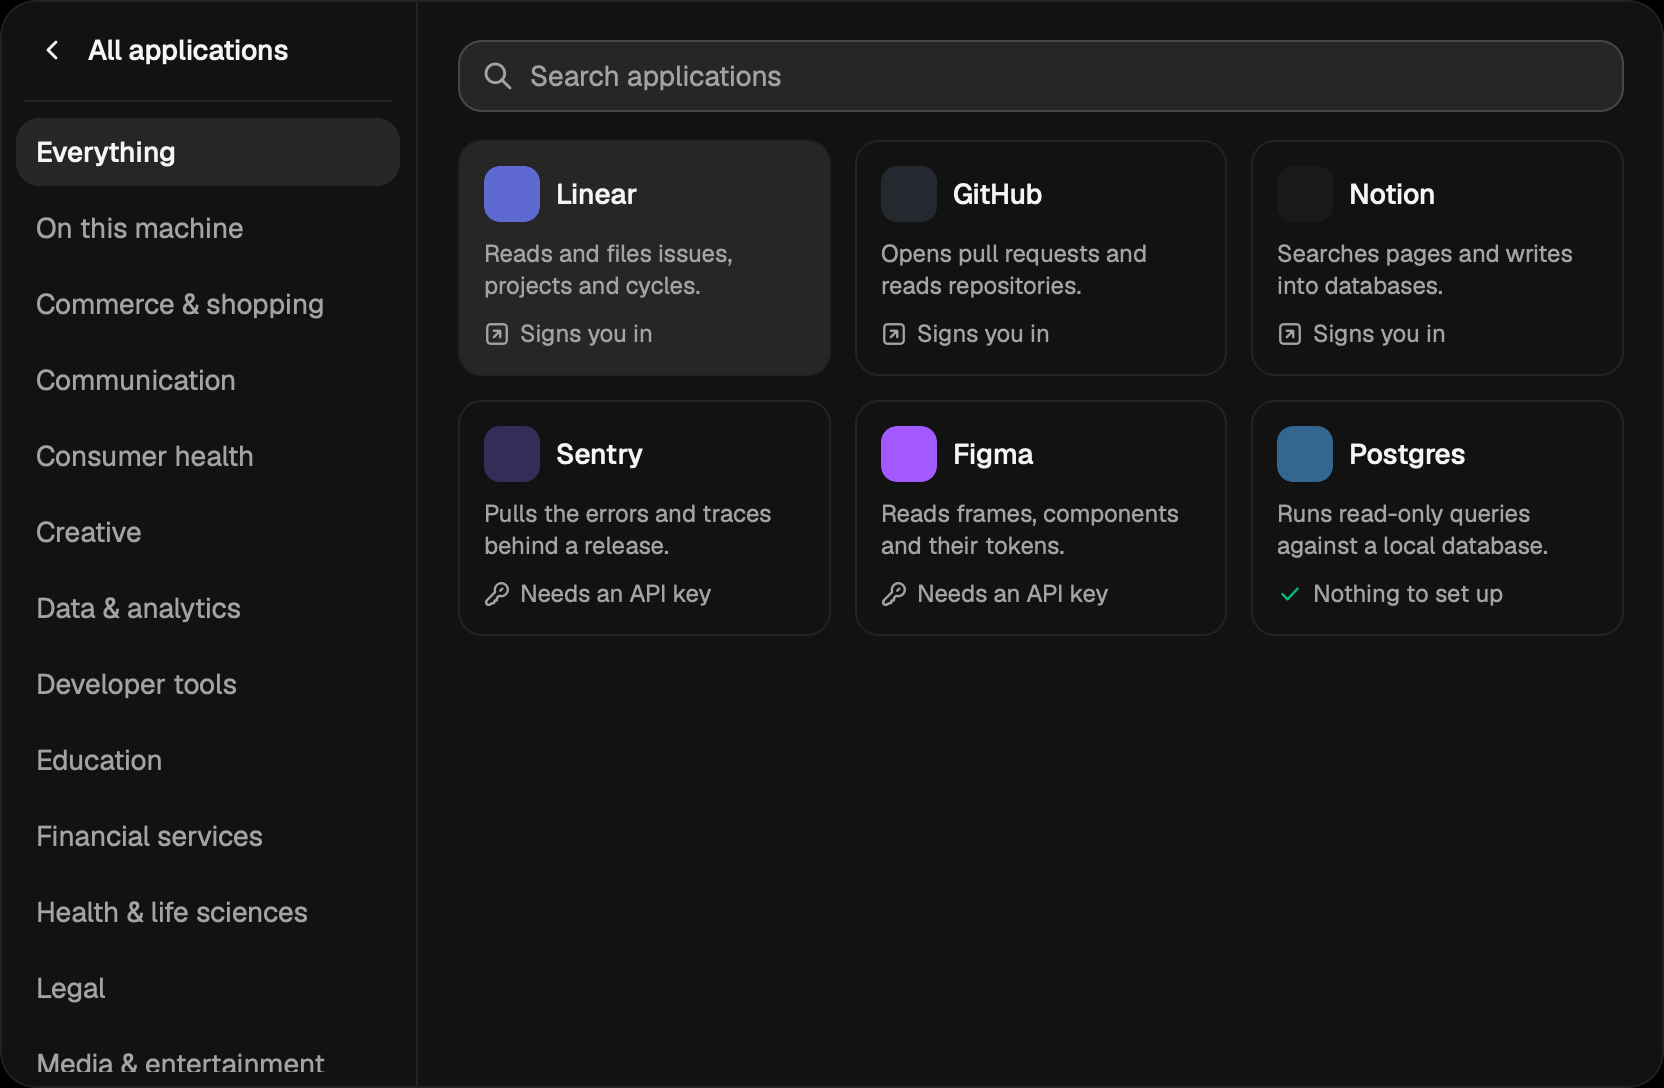 All applications
Everything
On this machine
Commerce & shopping
Communication
Consumer health
Creative
Data & analytics
Developer tools
Education
Financial services
Health & life sciences
Legal
Media & entertainment
Search applications
Linear
Reads and files issues,
projects and cycles.
Signs you in
GitHub
Opens pull requests and
reads repositories.
Signs you in
Notion
Searches pages and writes
into databases.
Signs you in
Sentry
Pulls the errors and traces
behind a release.
Needs an API key
Figma
Reads frames, components
and their tokens.
Needs an API key
Postgres
Runs read-only queries
against a local database.
Nothing to set up